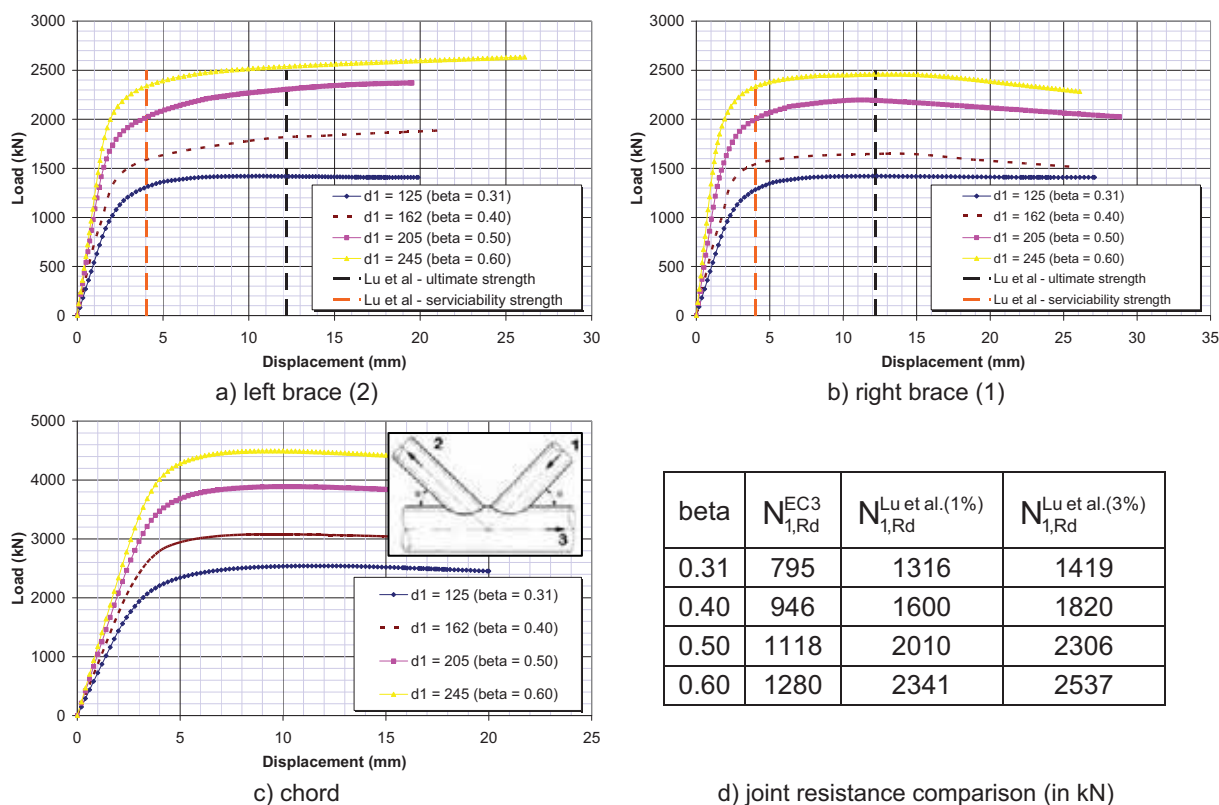 3000
2500
2000
1500
1000
500
0
Load (kN)
0 5 10 15 20 25 30
Displacement (mm)
d1 = 125 (beta = 0.31)
d1 = 162 (beta = 0.40)
d1 = 205 (beta = 0.50)
d1 = 245 (beta = 0.60)
Lu et al - ultimate strength
Lu et al - serviciability strength
a) left brace (2)
3000
2500
2000
1500
1000
500
0
Load (kN)
0 5 10 15 20 25 30 35
Displacement (mm)
d1 = 125 (beta = 0.31)
d1 = 162 (beta = 0.40)
d1 = 205 (beta = 0.50)
d1 = 245 (beta = 0.60)
Lu et al - ultimate strength
Lu et al - serviciability strength
b) right brace (1)
5000
4000
3000
2000
1000
0
Load (kN)
0 5 10 15 20 25
Displacement (mm)
2 1
3
d1 = 125 (beta = 0.31)
d1 = 162 (beta = 0.40)
d1 = 205 (beta = 0.50)
d1 = 245 (beta = 0.60)
c) chord
beta N1,Rd EC3 N1,Rd Lu et al.(1%) N1,Rd Lu et al.(3%)
0.31 795 1316 1419
0.40 946 1600 1820
0.50 1118 2010 2306
0.60 1280 2341 2537
d) joint resistance comparison (in kN)